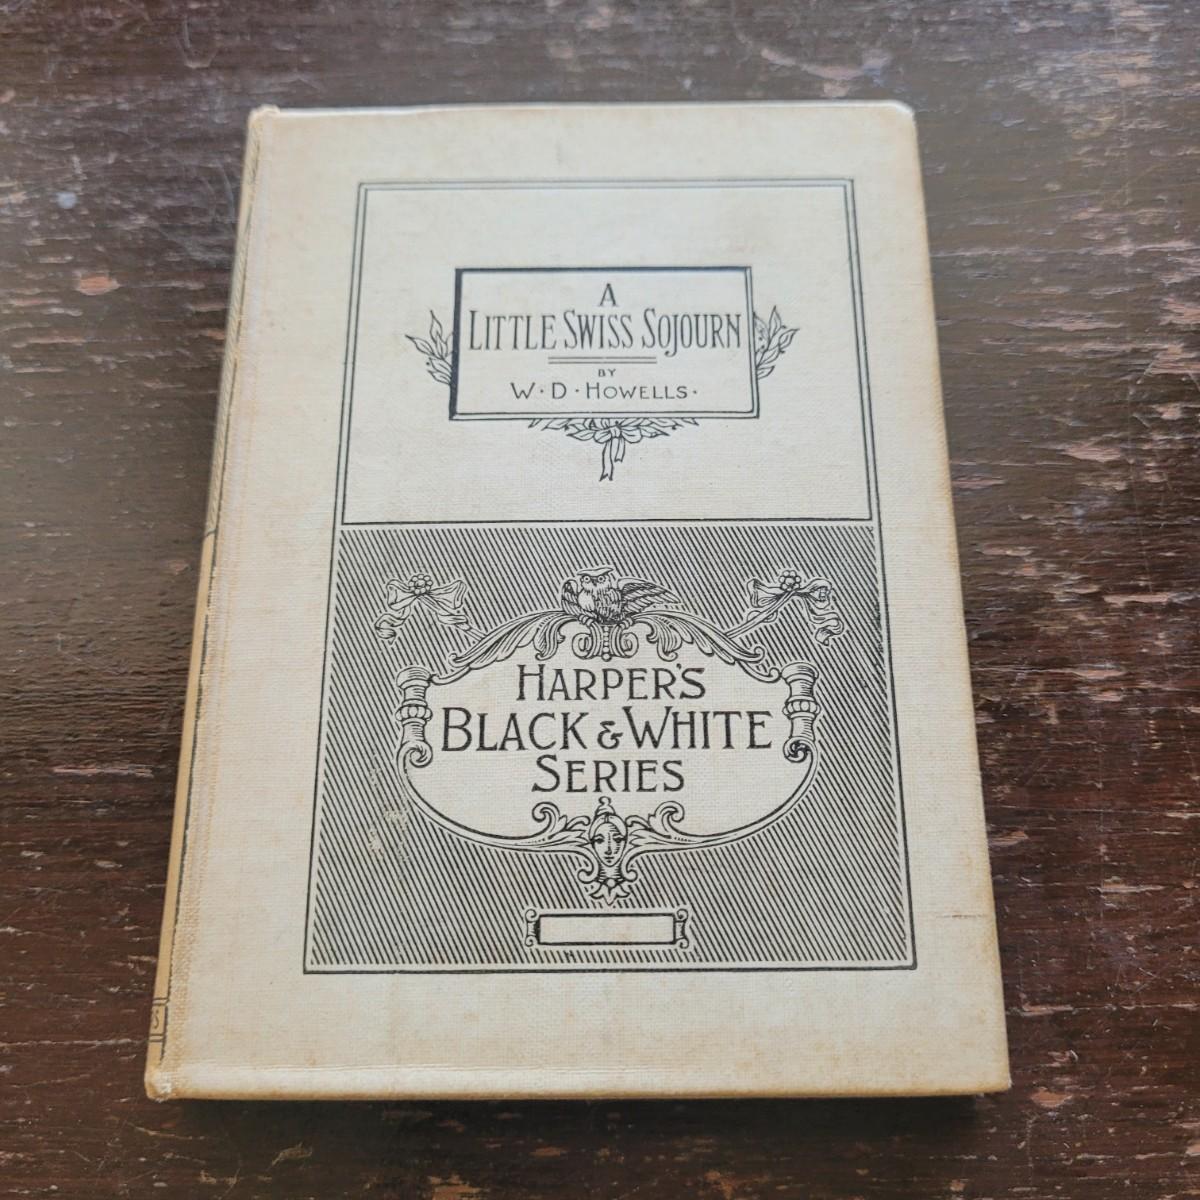 A
LITTLE SWISS SOJOURN
BY
W·D·HOWELLS·
HARPER'S
BLACK & WHITE
SERIES